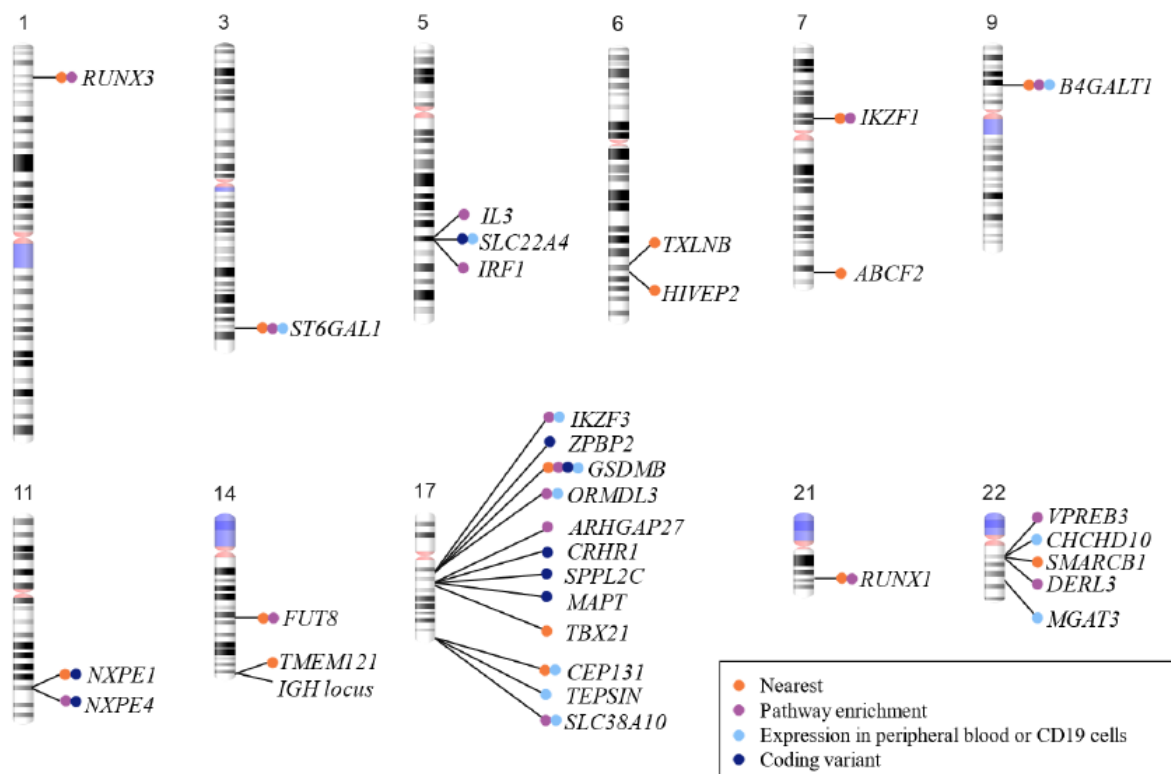 1
3
5
6
7
9
RUNX3
ST6GAL1
IL3
SLC22A4
IRF1
TXLNB
HIVEP2
IKZF1
ABCF2
B4GALT1
11
14
17
21
22
NXPE1
NXPE4
FUT8
TMEM121
IGH locus
IKZF3
ZPBP2
GSDMB
ORMDL3
ARHGAP27
CRHR1
SPPL2C
MAPT
TBX21
CEP131
TEPSIN
SLC38A10
RUNX1
VPREB3
CHCHD10
SMARCB1
DERL3
MGAT3
Nearest
Pathway enrichment
Expression in peripheral blood or CD19 cells
Coding variant